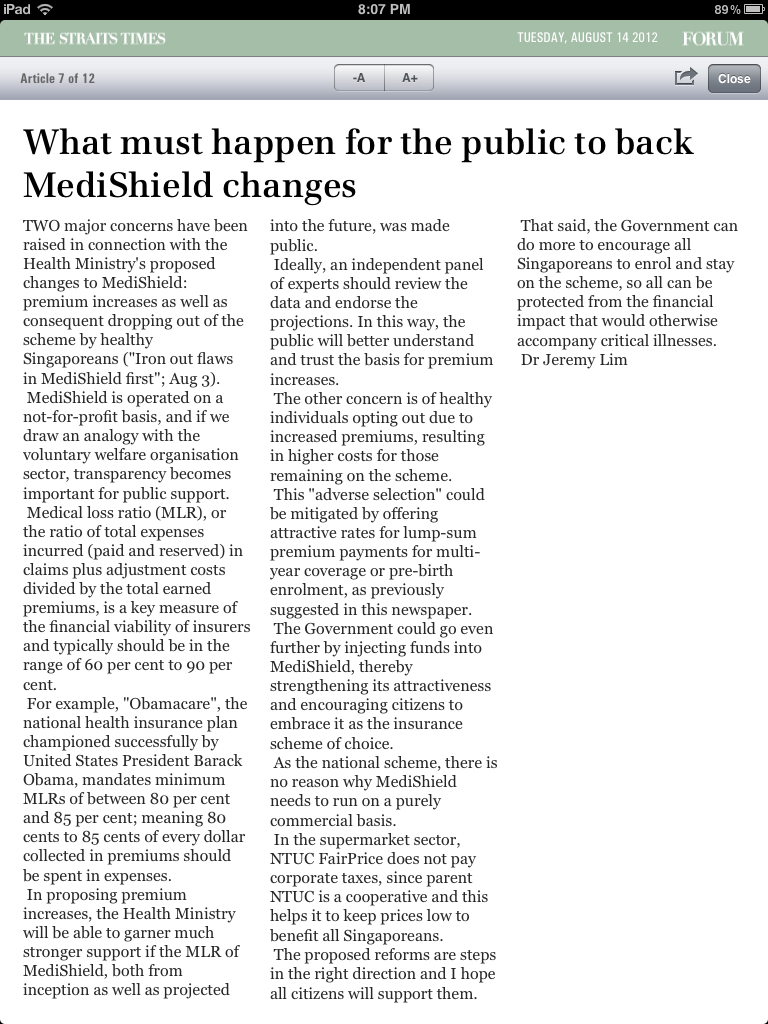 iPad 8:07 PM 89%
THE STRAITS TIMES TUESDAY, AUGUST 14 2012 FORUM
Article 7 of 12 -A A+ Close
What must happen for the public to back
MediShield changes
TWO major concerns have been
raised in connection with the
Health Ministry's proposed
changes to MediShield:
premium increases as well as
consequent dropping out of the
scheme by healthy
Singaporeans ("Iron out flaws
in MediShield first"; Aug 3).
MediShield is operated on a
not-for-profit basis, and if we
draw an analogy with the
voluntary welfare organisation
sector, transparency becomes
important for public support.
Medical loss ratio (MLR), or
the ratio of total expenses
incurred (paid and reserved) in
claims plus adjustment costs
divided by the total earned
premiums, is a key measure of
the financial viability of insurers
and typically should be in the
range of 60 per cent to 90 per
cent.
For example, "Obamacare", the
national health insurance plan
championed successfully by
United States President Barack
Obama, mandates minimum
MLRs of between 80 per cent
and 85 per cent; meaning 80
cents to 85 cents of every dollar
collected in premiums should
be spent in expenses.
In proposing premium
increases, the Health Ministry
will be able to garner much
stronger support if the MLR of
MediShield, both from
inception as well as projected
into the future, was made
public.
Ideally, an independent panel
of experts should review the
data and endorse the
projections. In this way, the
public will better understand
and trust the basis for premium
increases.
The other concern is of healthy
individuals opting out due to
increased premiums, resulting
in higher costs for those
remaining on the scheme.
This "adverse selection" could
be mitigated by offering
attractive rates for lump-sum
premium payments for multi-
year coverage or pre-birth
enrolment, as previously
suggested in this newspaper.
The Government could go even
further by injecting funds into
MediShield, thereby
strengthening its attractiveness
and encouraging citizens to
embrace it as the insurance
scheme of choice.
As the national scheme, there is
no reason why MediShield
needs to run on a purely
commercial basis.
In the supermarket sector,
NTUC FairPrice does not pay
corporate taxes, since parent
NTUC is a cooperative and this
helps it to keep prices low to
benefit all Singaporeans.
The proposed reforms are steps
in the right direction and I hope
all citizens will support them.
That said, the Government can
do more to encourage all
Singaporeans to enrol and stay
on the scheme, so all can be
protected from the financial
impact that would otherwise
accompany critical illnesses.
Dr Jeremy Lim